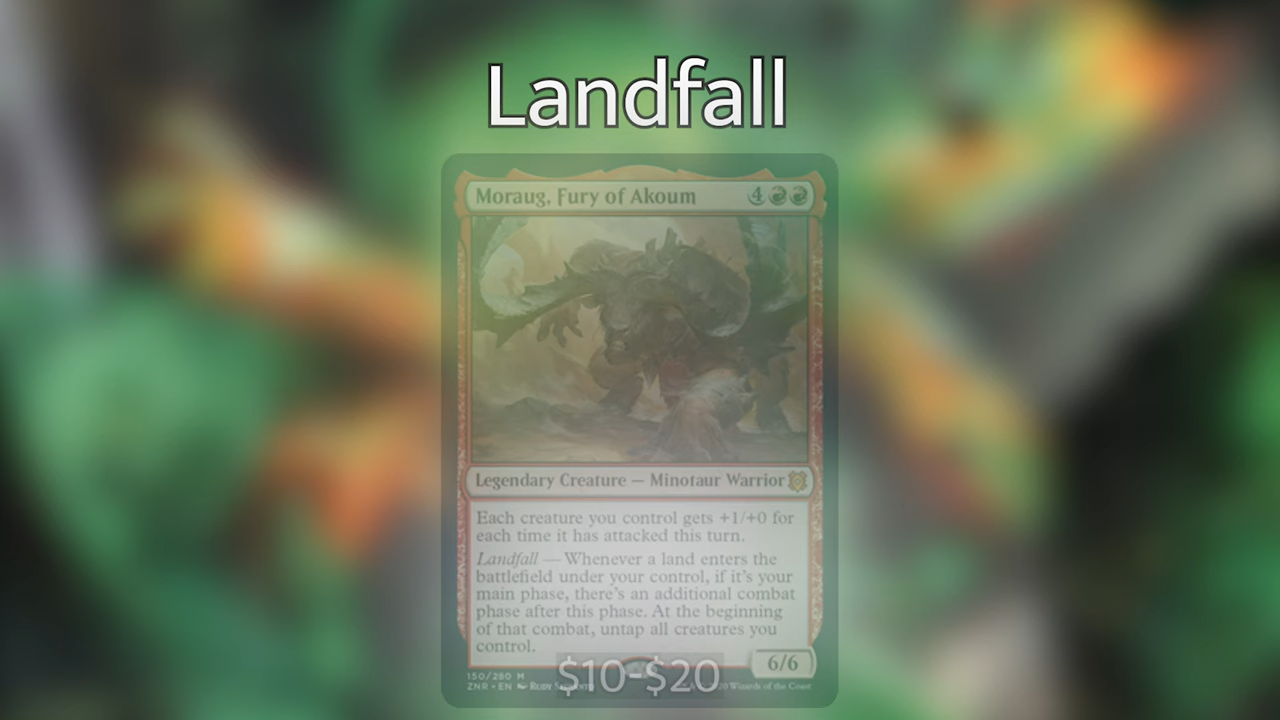 Landfall
Moraug, Fury of Akoum 4
Legendary Creature — Minotaur Warrior
Each creature you control gets +1/+0 for
each time it has attacked this turn.
Landfall — Whenever a land enters the
battlefield under your control, if it's your
main phase, there's an additional combat
phase after this phase. At the beginning
of that combat, untap all creatures you
control.
6/6
$10-$20
150/280 M
ZNR • EN Wizards of the Coast